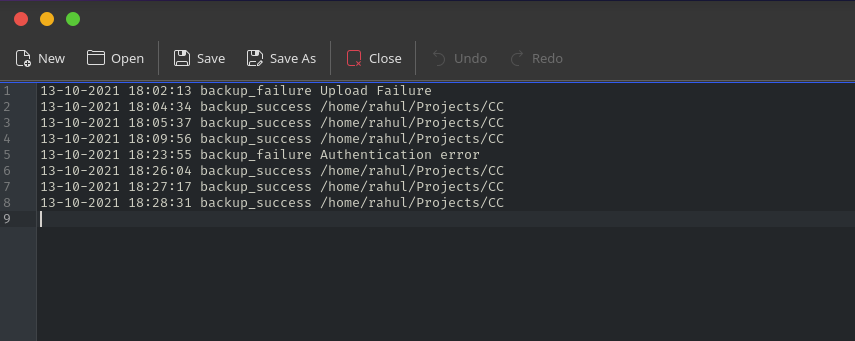 New Open Save Save As Close Undo Redo
1 13-10-2021 18:02:13 backup_failure Upload Failure
2 13-10-2021 18:04:34 backup_success /home/rahul/Projects/CC
3 13-10-2021 18:05:37 backup_success /home/rahul/Projects/CC
4 13-10-2021 18:09:56 backup_success /home/rahul/Projects/CC
5 13-10-2021 18:23:55 backup_failure Authentication error
6 13-10-2021 18:26:04 backup_success /home/rahul/Projects/CC
7 13-10-2021 18:27:17 backup_success /home/rahul/Projects/CC
8 13-10-2021 18:28:31 backup_success /home/rahul/Projects/CC
9